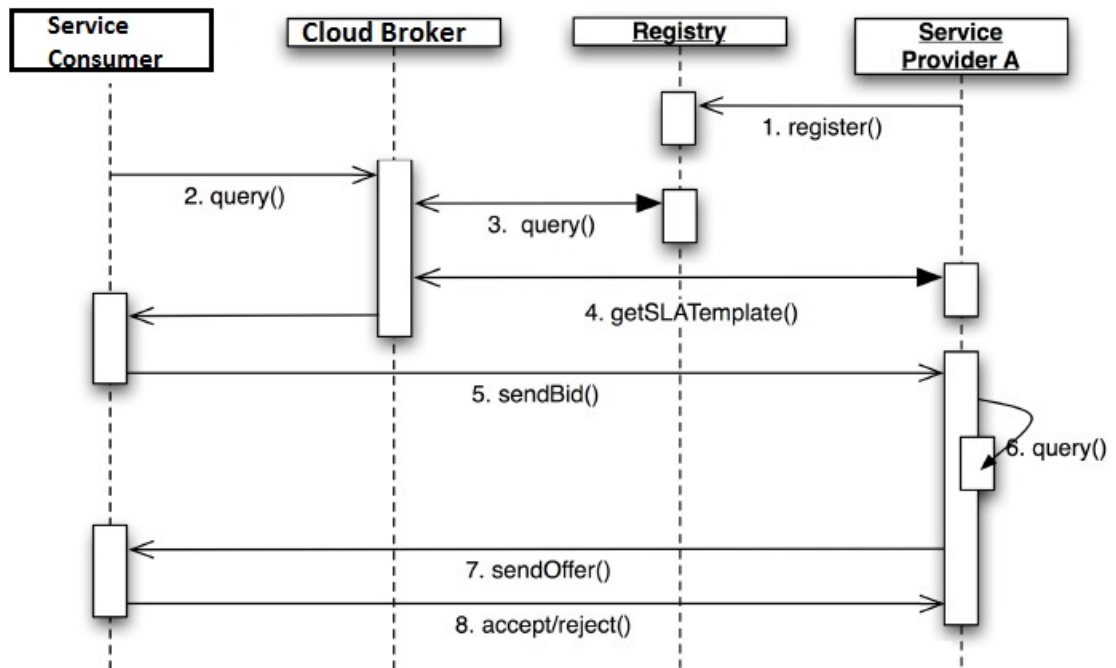 Service
Consumer
Cloud Broker
Registry
Service
Provider A
1. register()
2. query()
3. query()
4. getSLATemplate()
5. sendBid()
6. query()
7. sendOffer()
8. accept/reject()